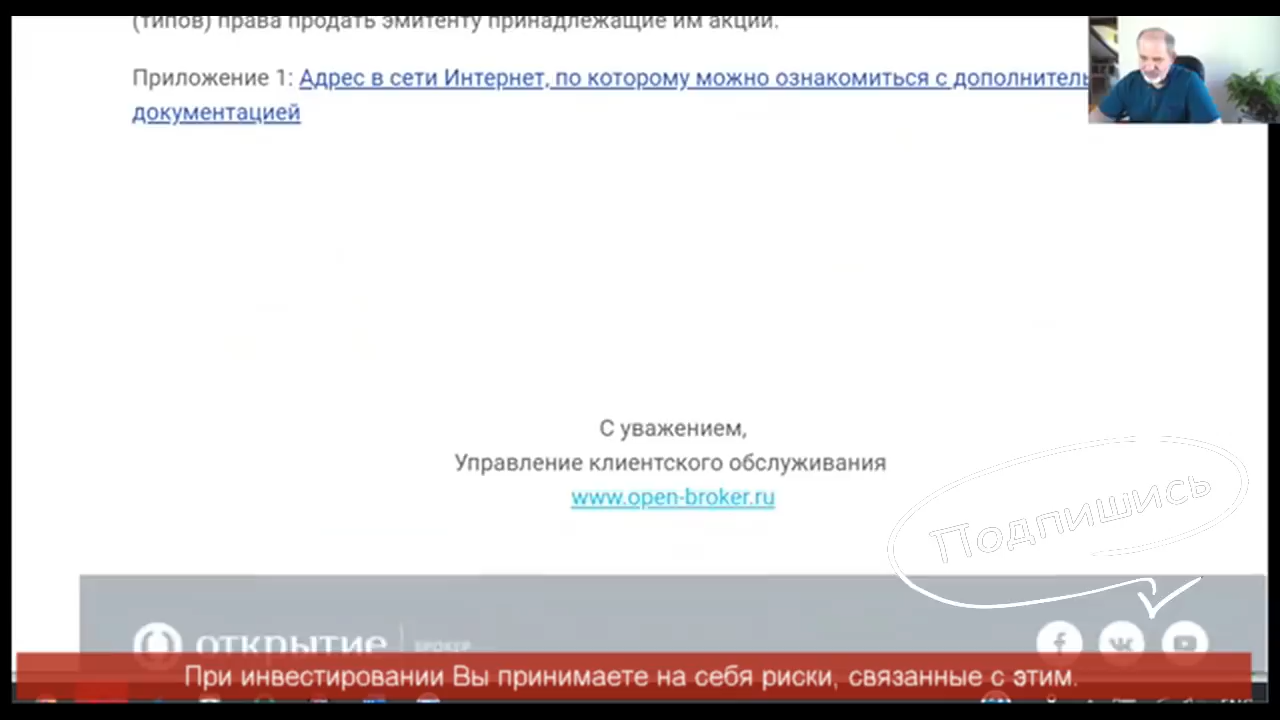 (типов) права продать эмитенту принадлежащие им акции.
Приложение 1: Адрес в сети Интернет, по которому можно ознакомиться с
документацией
С уважением,
Управление клиентского обслуживания
www.open-broker.ru
Подпишись
открытие БРОКЕР
При инвестировании Вы принимаете на себя риски, связанные с этим.